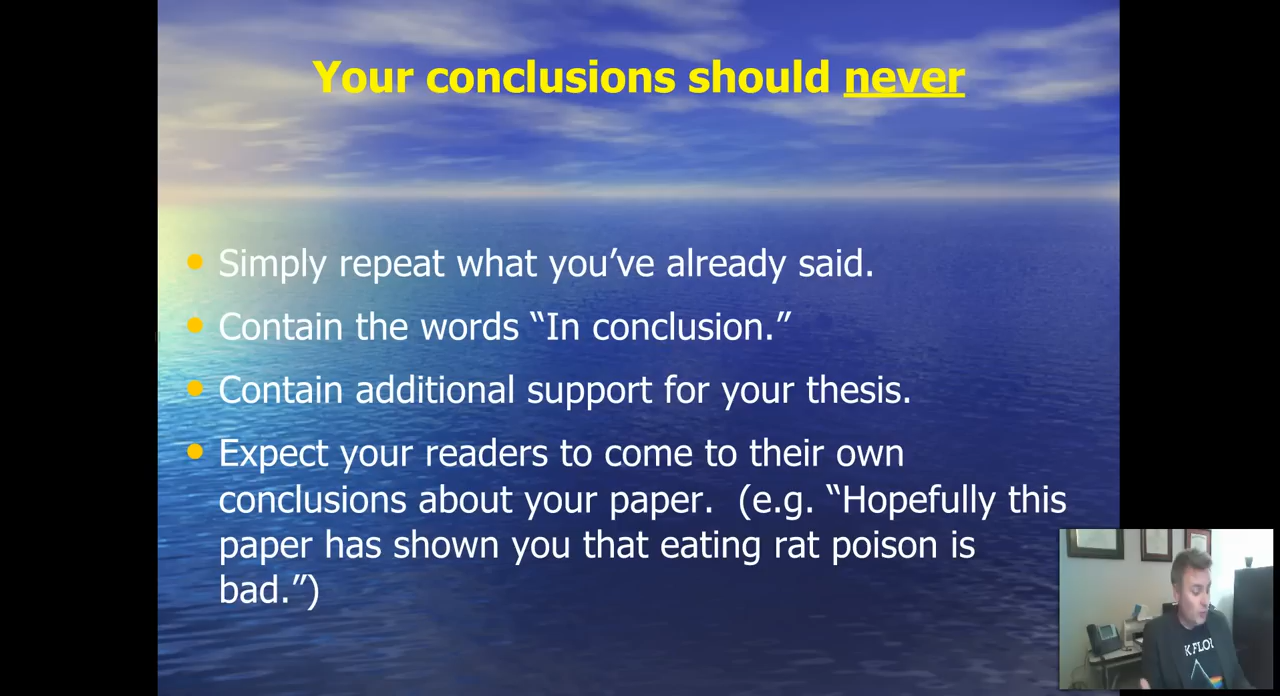 Your conclusions should never
• Simply repeat what you’ve already said.
• Contain the words “In conclusion.”
• Contain additional support for your thesis.
• Expect your readers to come to their own
conclusions about your paper.  (e.g. “Hopefully this
paper has shown you that eating rat poison is
bad.”)
K FLO